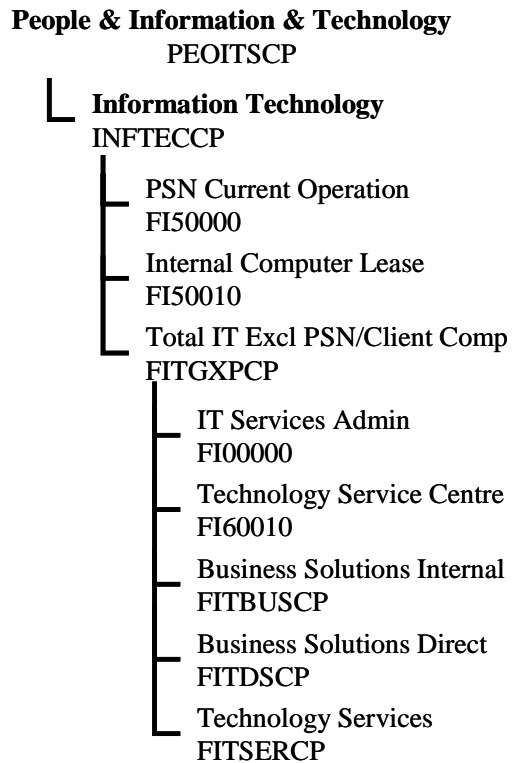 People & Information & Technology
PEOITSCP
Information Technology
INFTECCP
PSN Current Operation
FI50000
Internal Computer Lease
FI50010
Total IT Excl PSN/Client Comp
FITGXPCP
IT Services Admin
FI00000
Technology Service Centre
FI60010
Business Solutions Internal
FITBUSCP
Business Solutions Direct
FITDSCP
Technology Services
FITSERCP